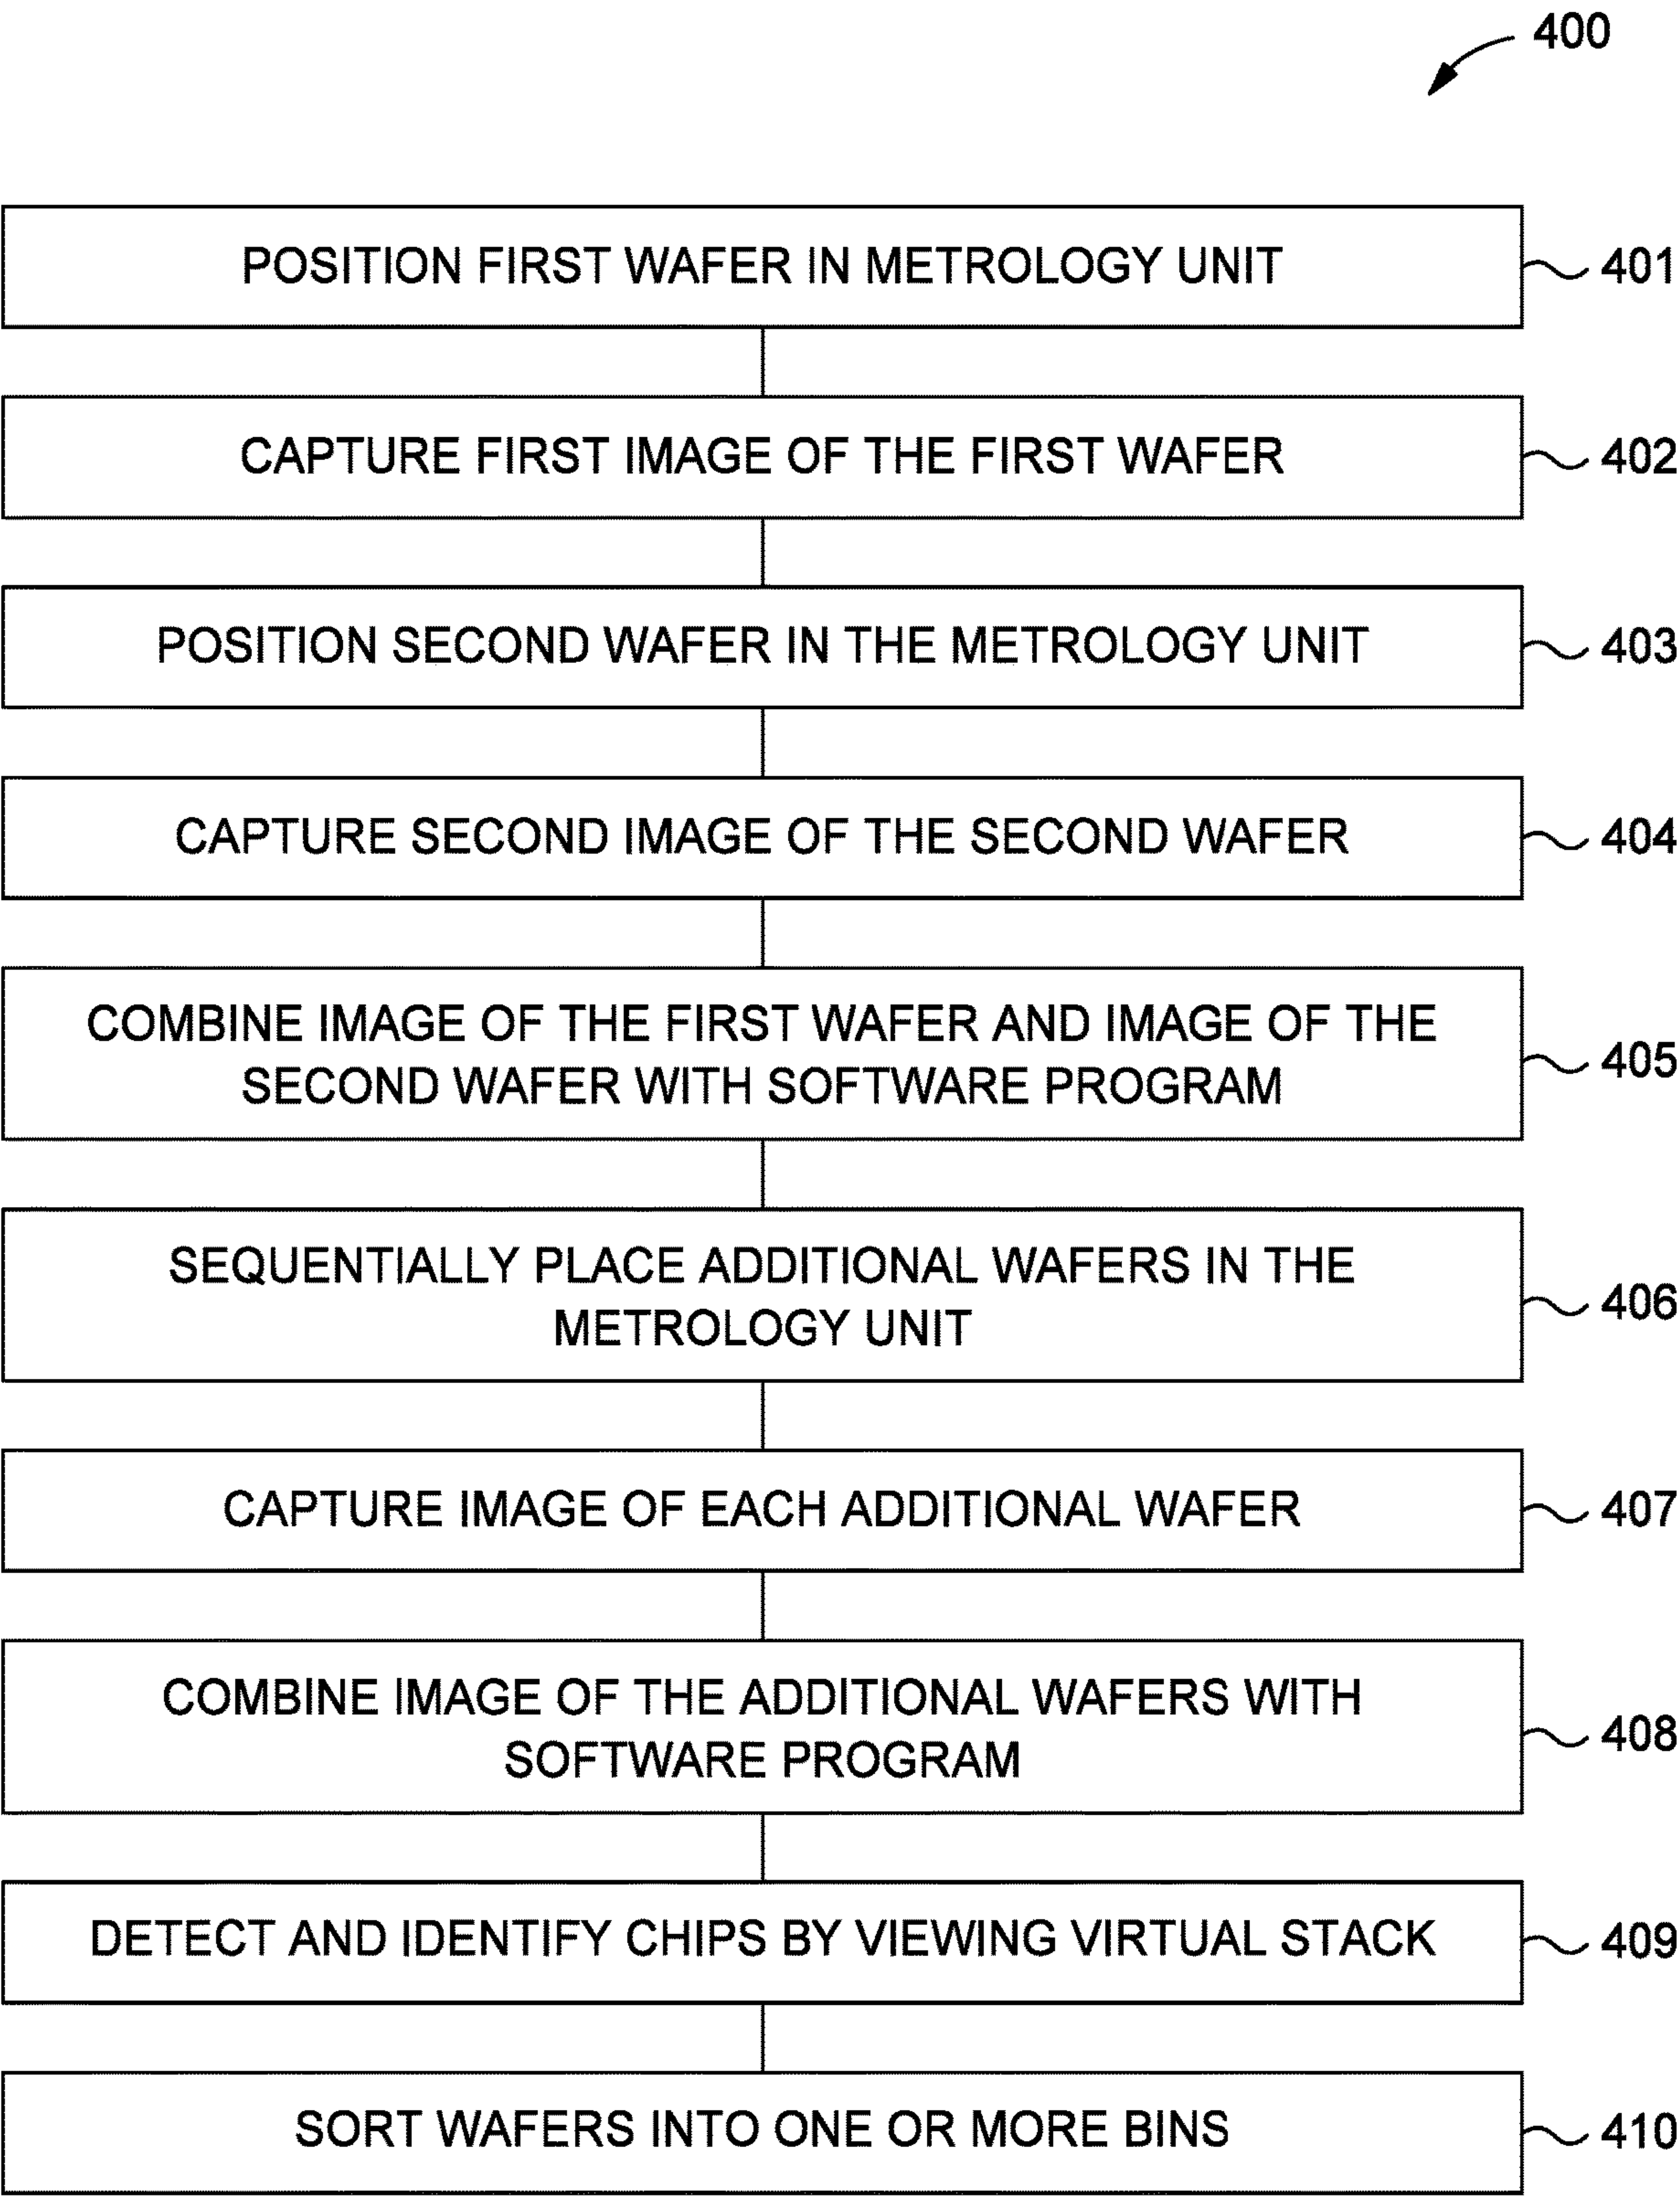 400
POSITION FIRST WAFER IN METROLOGY UNIT
401
CAPTURE FIRST IMAGE OF THE FIRST WAFER
402
POSITION SECOND WAFER IN THE METROLOGY UNIT
403
CAPTURE SECOND IMAGE OF THE SECOND WAFER
404
COMBINE IMAGE OF THE FIRST WAFER AND IMAGE OF THE
SECOND WAFER WITH SOFTWARE PROGRAM
405
SEQUENTIALLY PLACE ADDITIONAL WAFERS IN THE
METROLOGY UNIT
406
CAPTURE IMAGE OF EACH ADDITIONAL WAFER
407
COMBINE IMAGE OF THE ADDITIONAL WAFERS WITH
SOFTWARE PROGRAM
408
DETECT AND IDENTIFY CHIPS BY VIEWING VIRTUAL STACK
409
SORT WAFERS INTO ONE OR MORE BINS
410